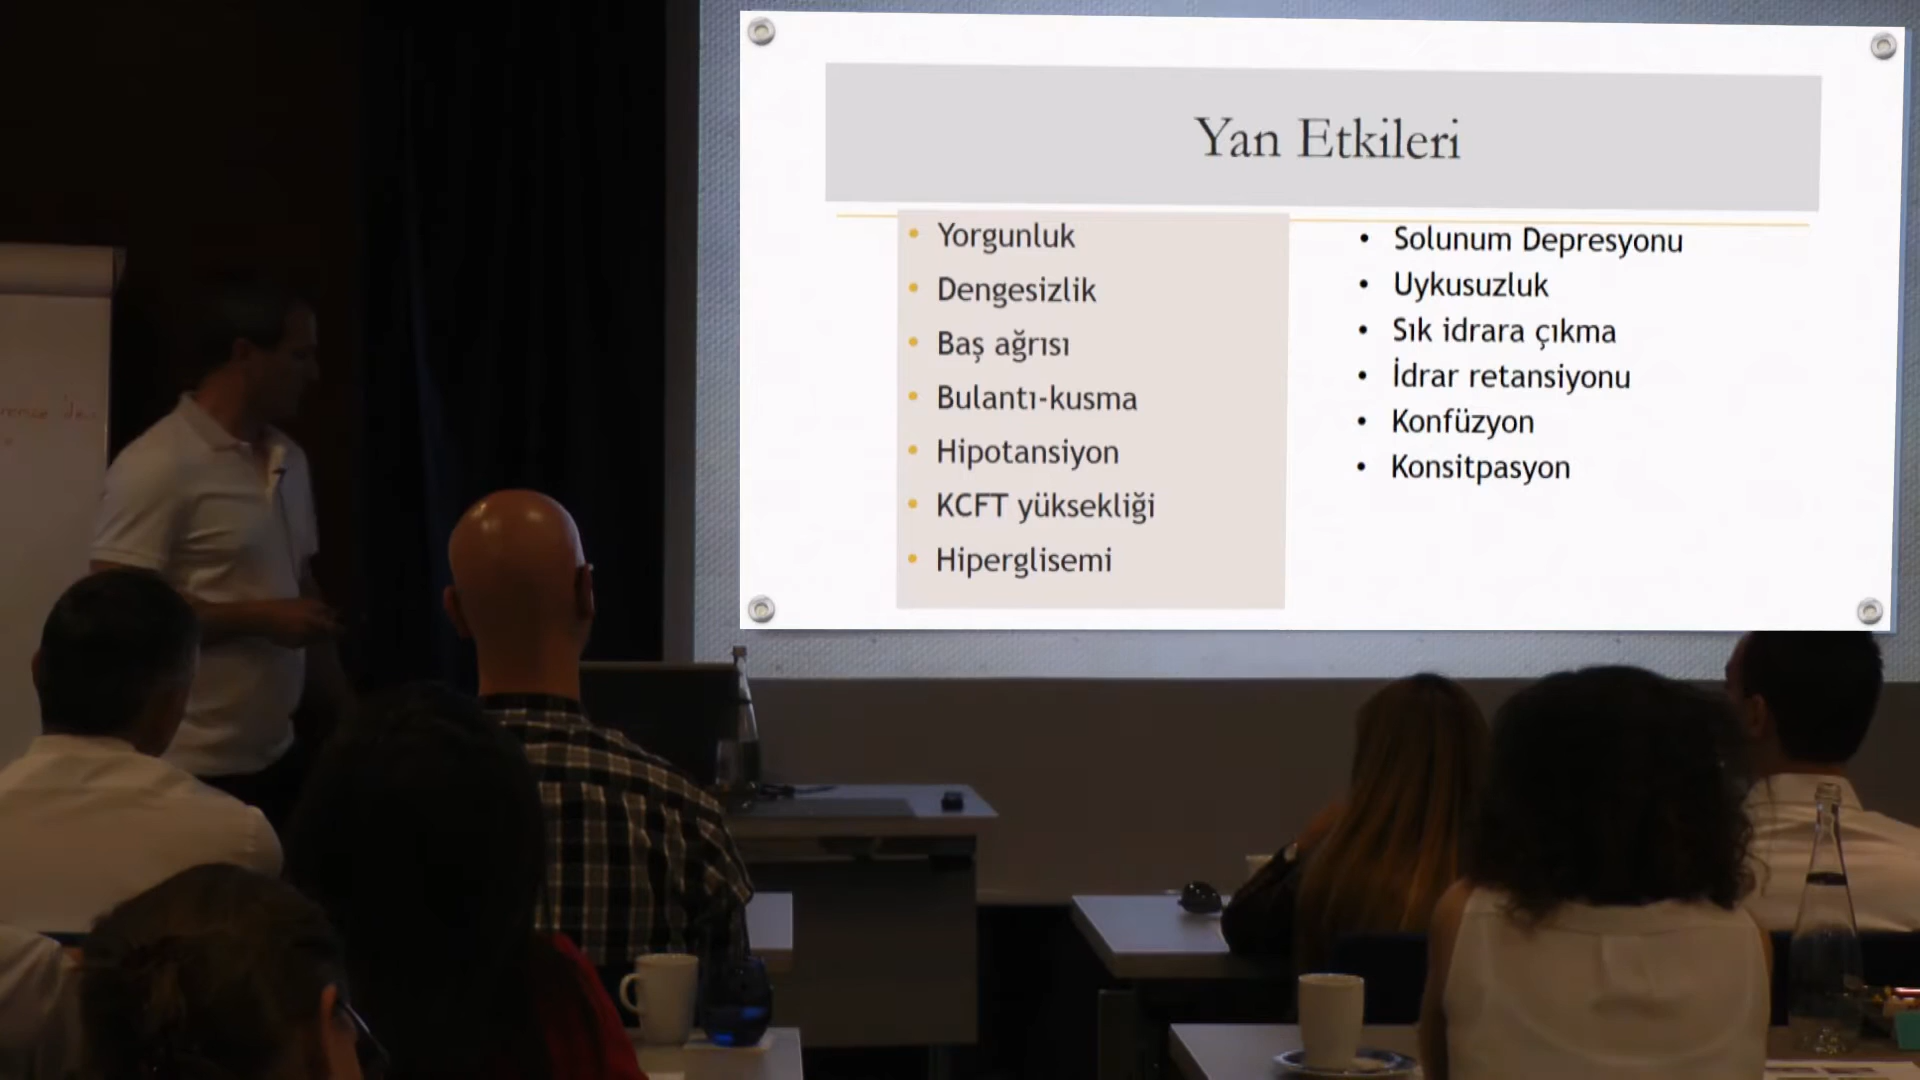 Yan Etkileri
Yorgunluk
Dengesizlik
Baş ağrısı
Bulantı-kusma
Hipotansiyon
KCFT yüksekliği
Hiperglisemi
Solunum Depresyonu
Uykusuzluk
Sık idrara çıkma
İdrar retansiyonu
Konfüzyon
Konsitpasyon